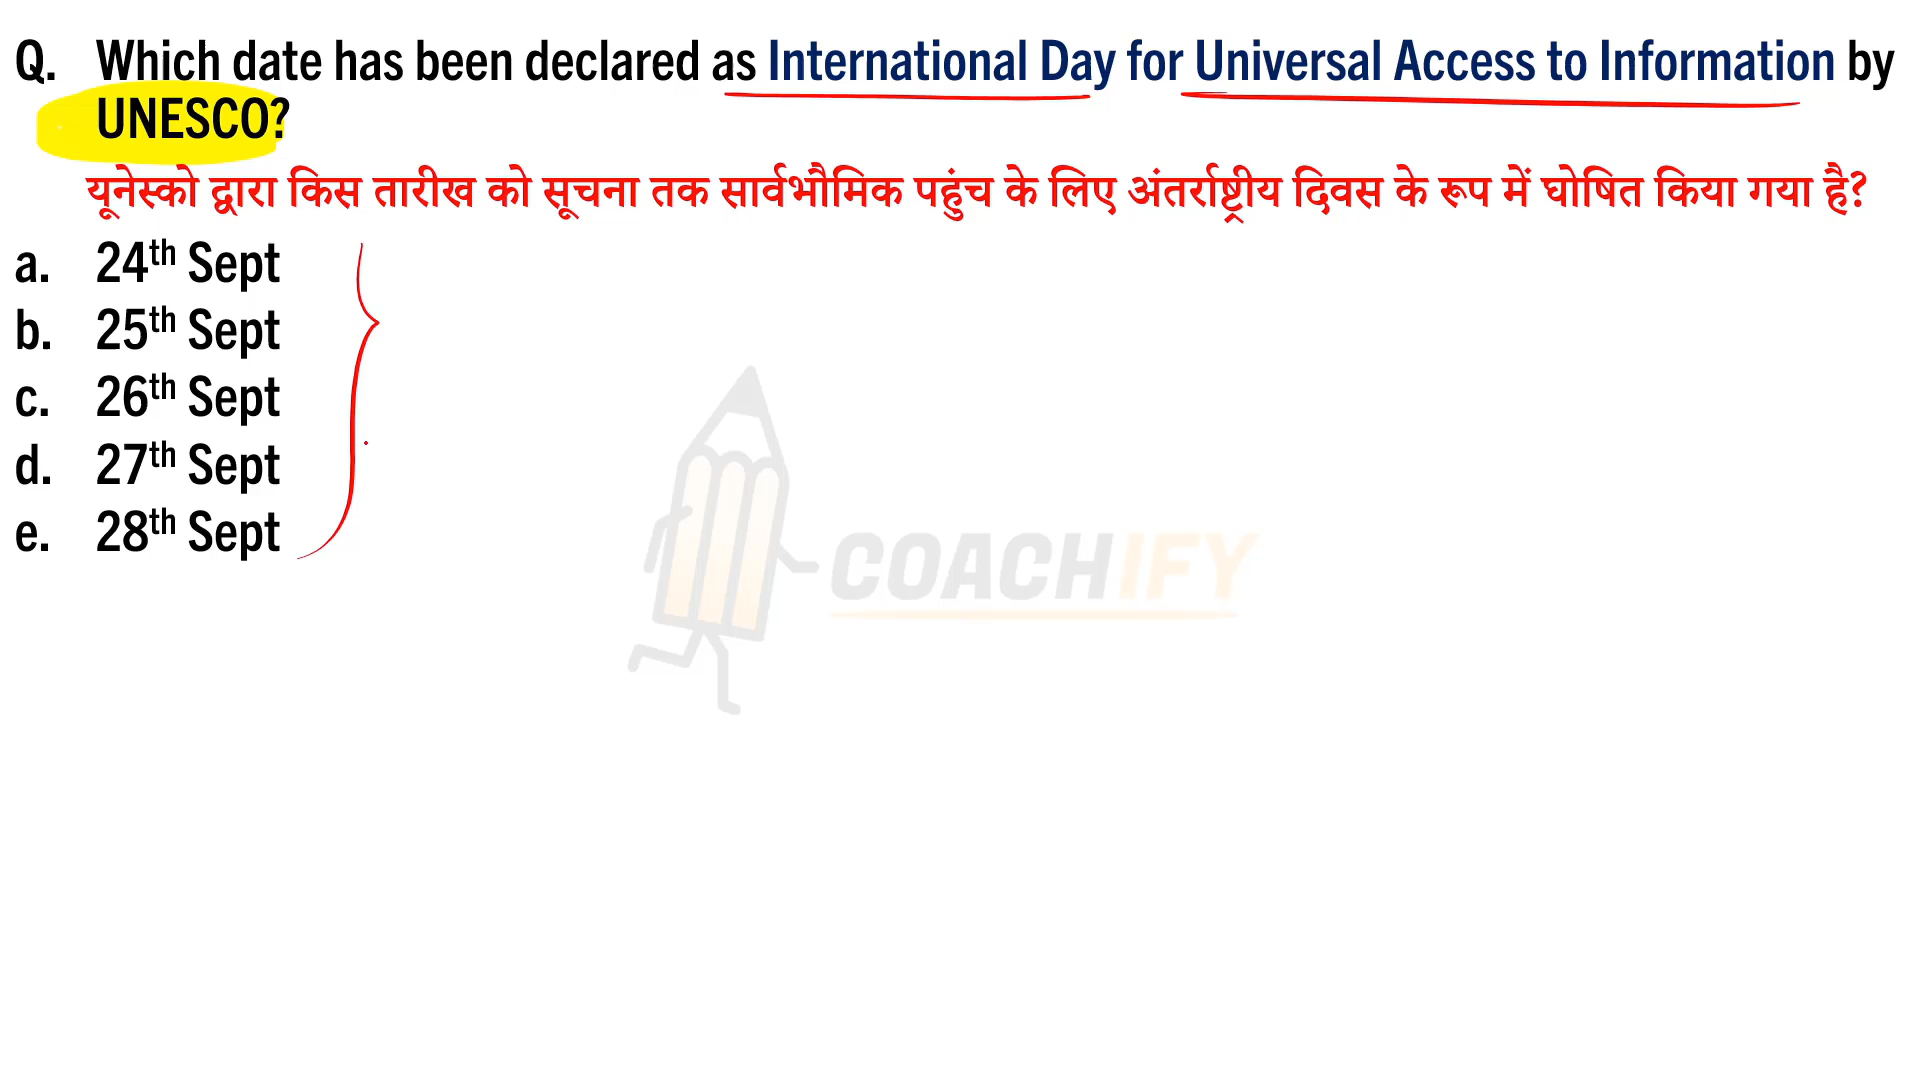 Q. Which date has been declared as International Day for Universal Access to Information by
UNESCO?
यूनेस्को द्वारा किस तारीख को सूचना तक सार्वभौमिक पहुंच के लिए अंतर्राष्ट्रीय दिवस के रूप में घोषित किया गया है?
a. 24th Sept
b. 25th Sept
c. 26th Sept
d. 27th Sept
e. 28th Sept
COACHIFY